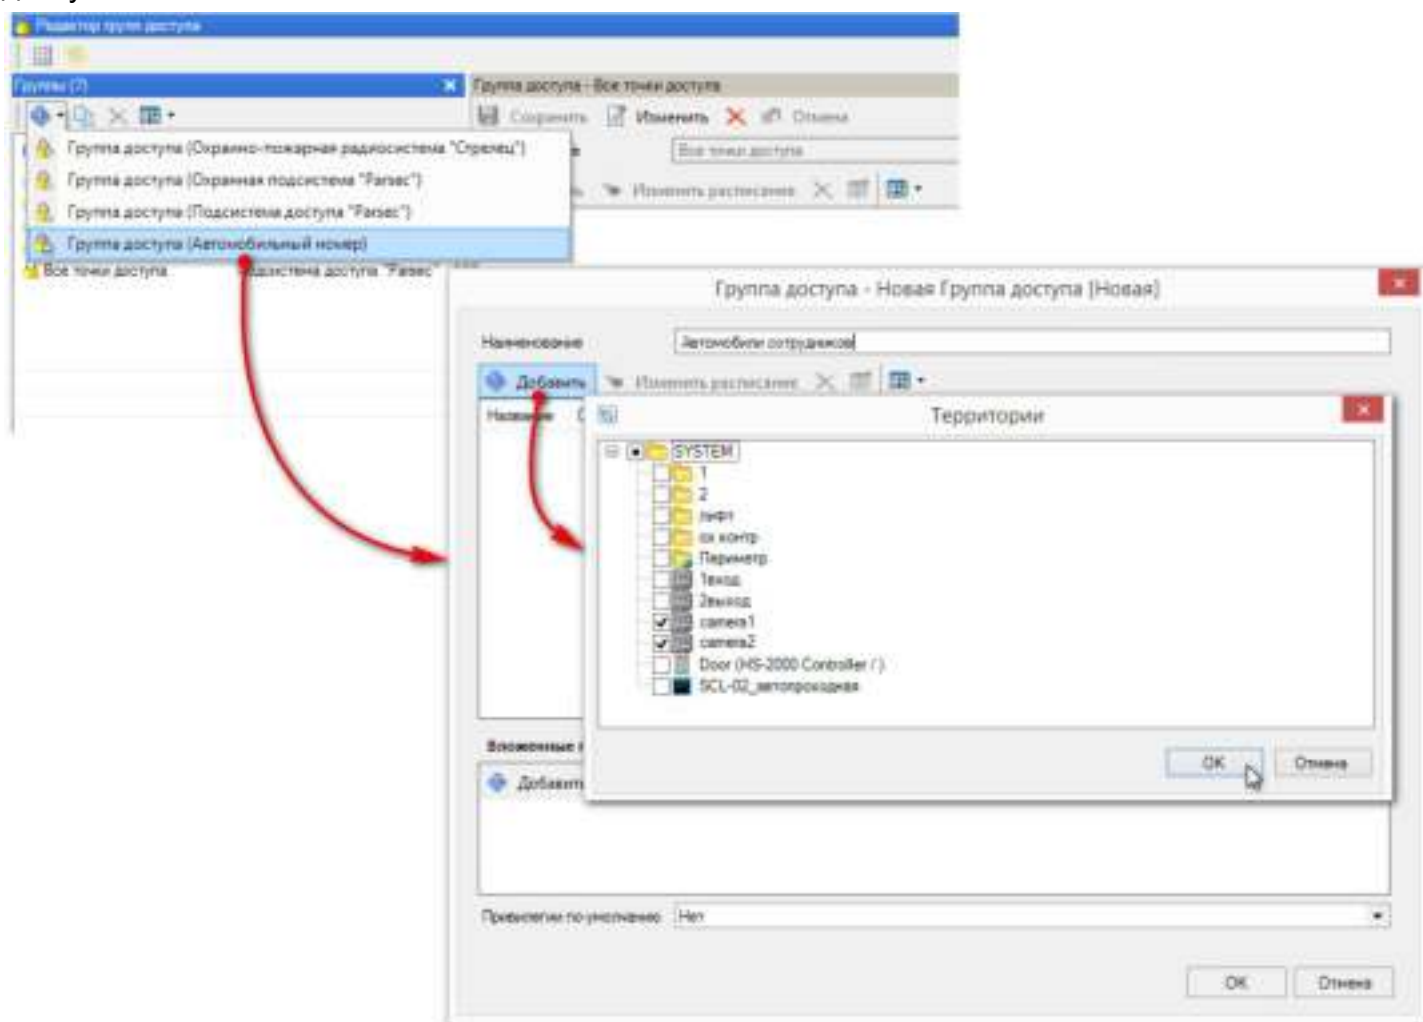 Редактор групп доступа
Группы (7)
Группа доступа - Все точки доступа
Сохранить Изменить Отмена
Группа доступа (Охранно-пожарная радиосистема "Стрелец")
Все точки доступа
Группа доступа (Охранная подсистема "Parsec")
Изменить расписание
Группа доступа (Подсистема доступа "Parsec")
Группа доступа (Автомобильный номер)
Все точки доступа доступа "Parsec"
Группа доступа - Новая Группа доступа [Новая]
Наименование Автомобили сотрудников
Добавить Изменить расписание
Название
Территории
SYSTEM
1
2
лифт
ох контр
Периметр
1вход
2выход
camera1
camera2
Door (HS-2000 Controller / )
SCL-02_автопроходная
Вложенные
OK Отмена
Добавить
Привилегии по умолчанию Нет
OK Отмена